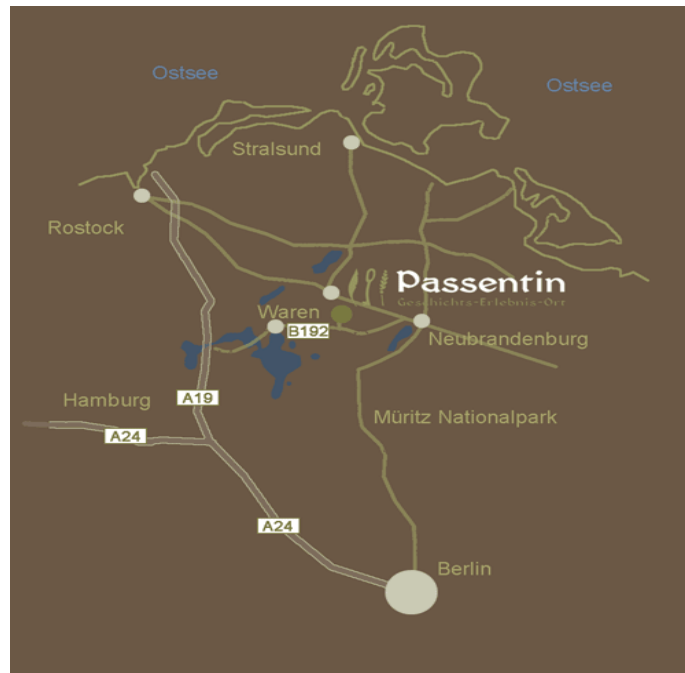 Ostsee
Ostsee
Stralsund
Rostock
Passentin
Geschichts-Erlebnis-Ort
Waren
B192
Neubrandenburg
Hamburg
A19
Müritz Nationalpark
A24
A24
Berlin